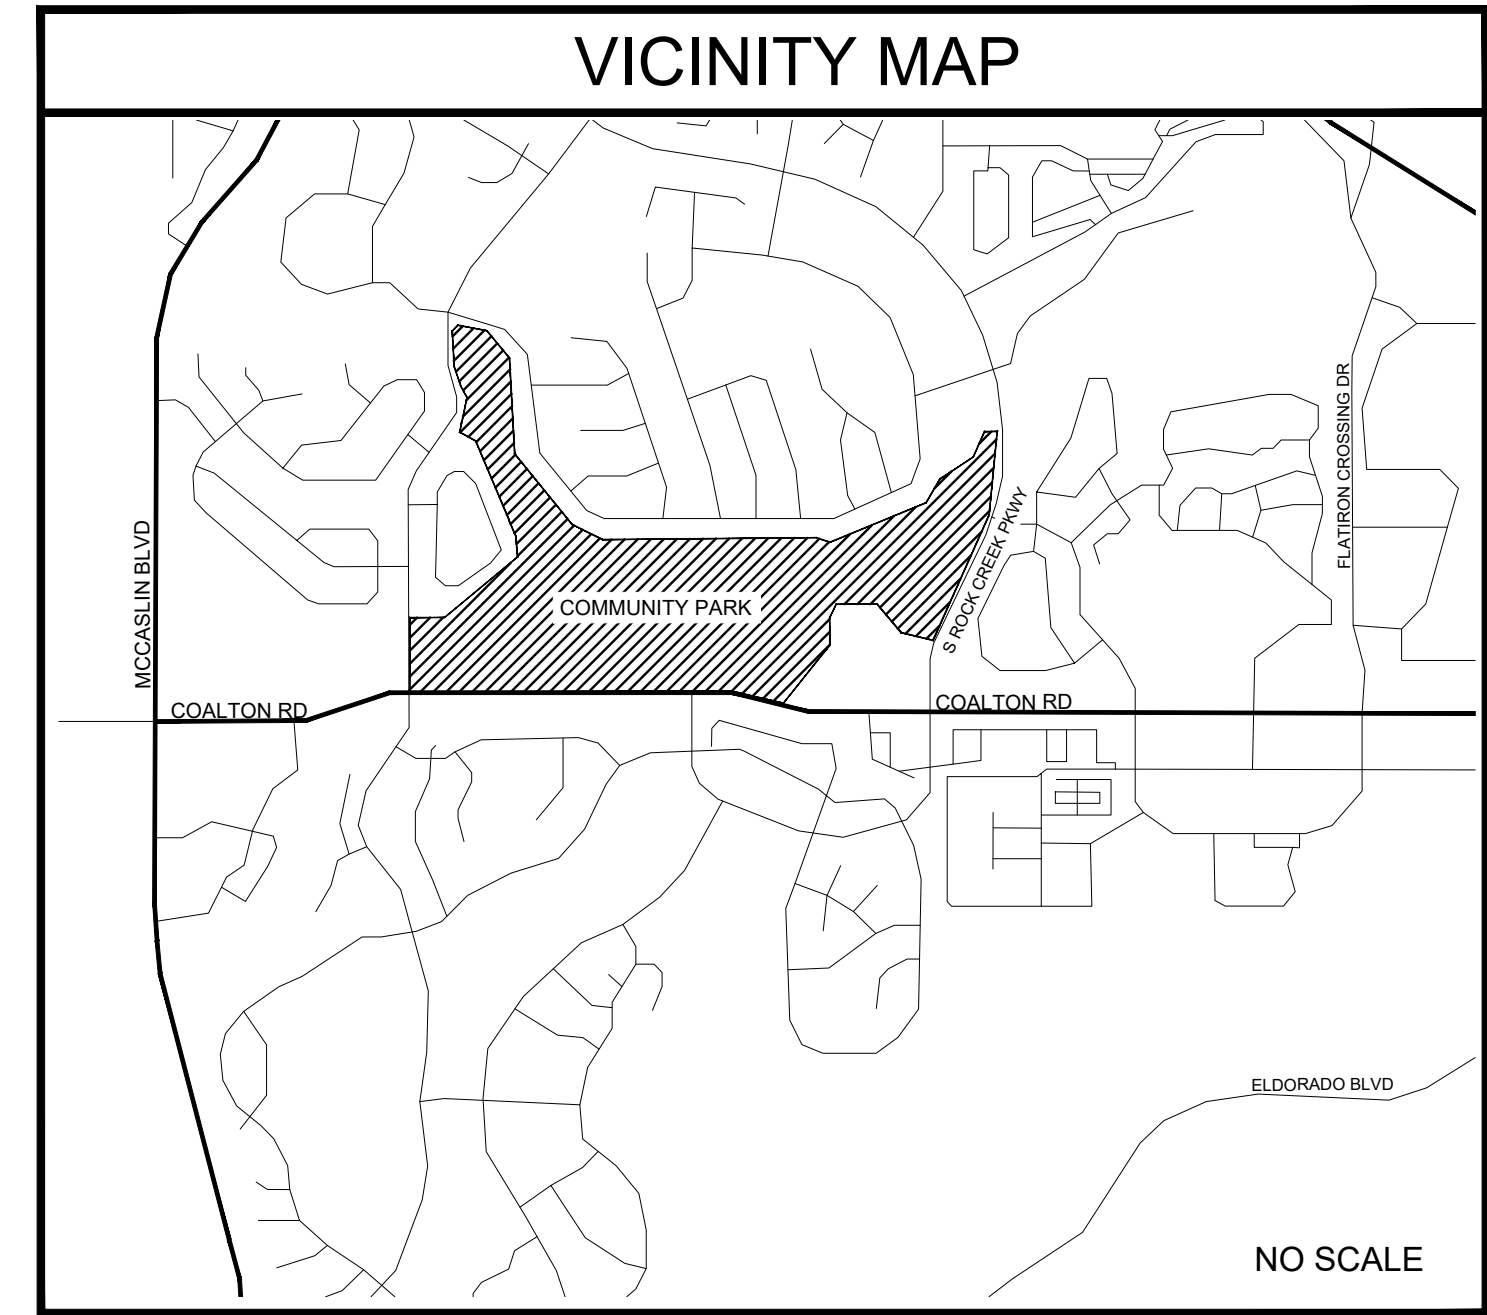 VICINITY MAP
FLATIRON CROSSING DR
MCCASLIN BLVD
S ROCK CREEK PKWY
COMMUNITY PARK
COALTON RD
COALTON RD
ELDORADO BLVD
NO SCALE